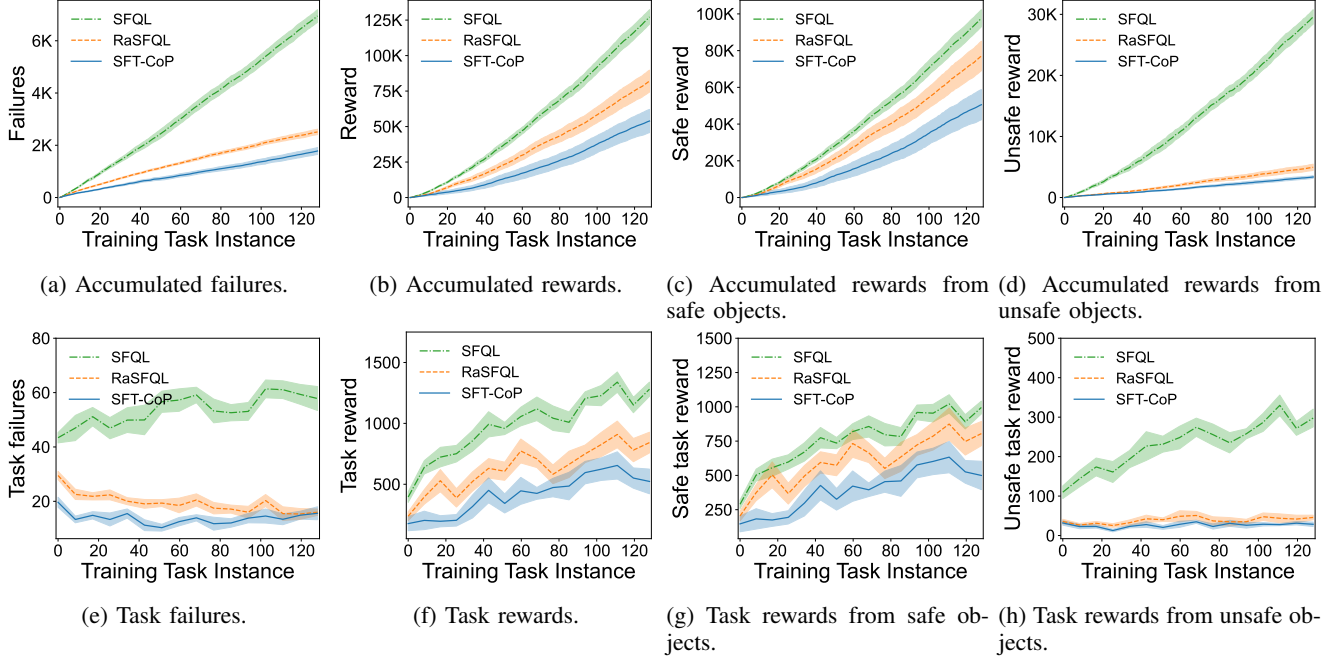 6K
4K
2K
0
Failures
SFQL
RaSFQL
SFT-CoP
0 20 40 60 80 100 120
Training Task Instance
(a) Accumulated failures.
125K
100K
75K
50K
25K
0
Reward
SFQL
RaSFQL
SFT-CoP
0 20 40 60 80 100 120
Training Task Instance
(b) Accumulated rewards.
100K
80K
60K
40K
20K
0
Safe reward
SFQL
RaSFQL
SFT-CoP
0 20 40 60 80 100 120
Training Task Instance
(c) Accumulated rewards from
safe objects.
30K
20K
10K
0
Unsafe reward
SFQL
RaSFQL
SFT-CoP
0 20 40 60 80 100 120
Training Task Instance
(d) Accumulated rewards from
unsafe objects.
80
60
40
20
Task failures
SFQL
RaSFQL
SFT-CoP
0 20 40 60 80 100 120
Training Task Instance
(e) Task failures.
1500
1000
500
Task reward
SFQL
RaSFQL
SFT-CoP
0 20 40 60 80 100 120
Training Task Instance
(f) Task rewards.
1500
1250
1000
750
500
250
Safe task reward
SFQL
RaSFQL
SFT-CoP
0 20 40 60 80 100 120
Training Task Instance
(g) Task rewards from safe ob-
jects.
500
400
300
200
100
0
Unsafe task reward
SFQL
RaSFQL
SFT-CoP
0 20 40 60 80 100 120
Training Task Instance
(h) Task rewards from unsafe ob-
jects.